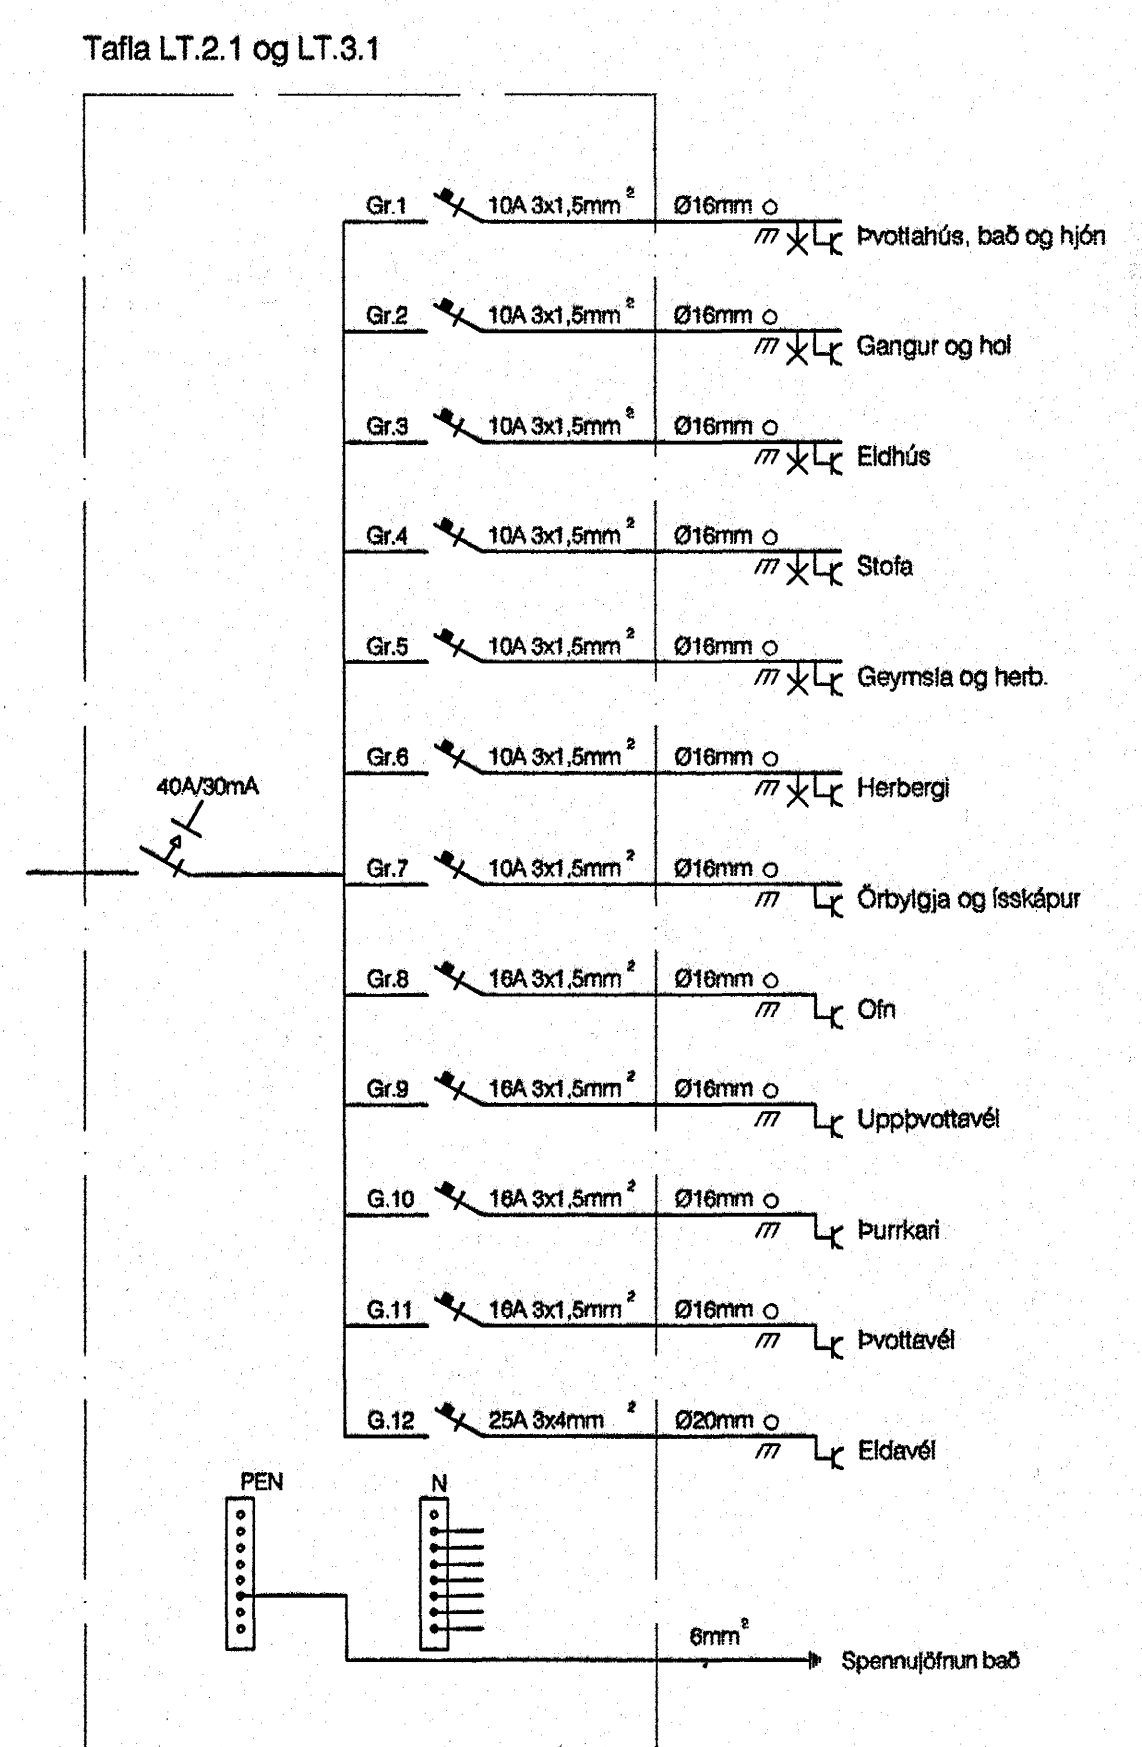 Tafla LT.2.1 og LT.3.1
Gr.1 10A 3x1,5mm² Ø16mm Þvottahús, bað og hjón
Gr.2 10A 3x1,5mm² Ø16mm Gangur og hol
Gr.3 10A 3x1,5mm² Ø16mm Eldhús
Gr.4 10A 3x1,5mm² Ø16mm Stofa
Gr.5 10A 3x1,5mm² Ø16mm Geymsla og herb.
Gr.6 10A 3x1,5mm² Ø16mm Herbergi
40A/30mA
Gr.7 10A 3x1,5mm² Ø16mm Örbylgja og ísskápur
Gr.8 16A 3x1,5mm² Ø16mm Ofn
Gr.9 16A 3x1,5mm² Ø16mm Uppþvottavél
G.10 16A 3x1,5mm² Ø16mm Þurrkari
G.11 16A 3x1,5mm² Ø16mm Þvottavél
G.12 25A 3x4mm² Ø20mm Eldavél
PEN N
6mm²
Spennujöfnun bað